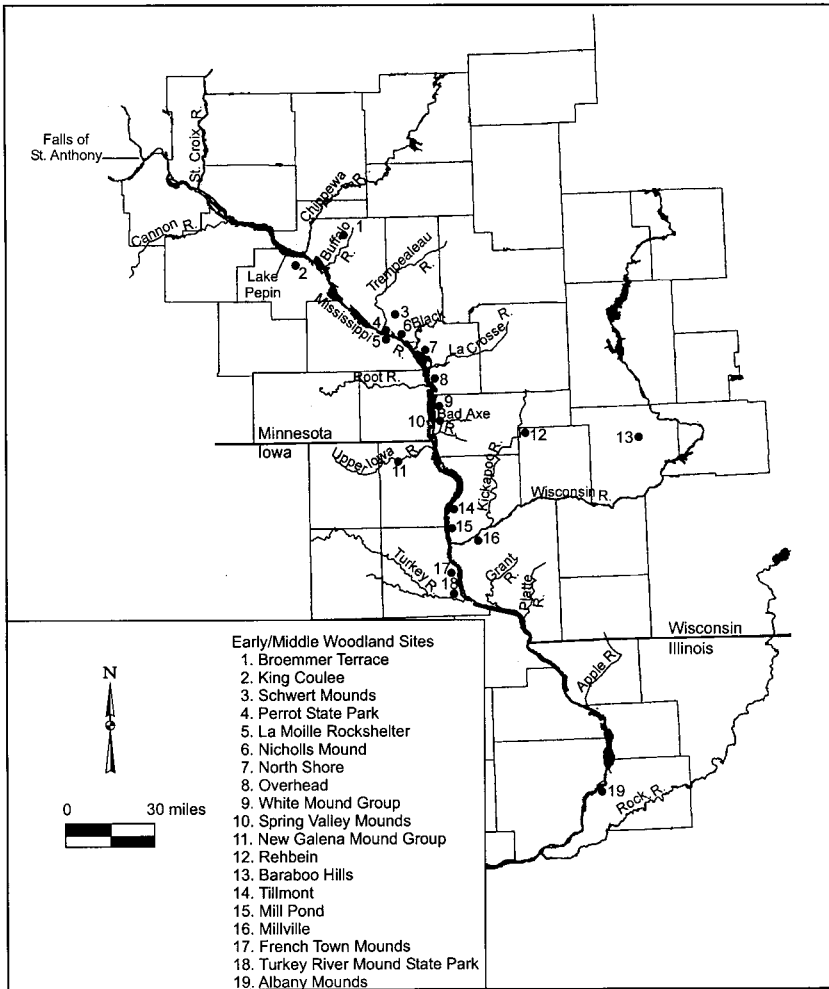 Falls of
St. Anthony
St. Croix R.
Cannon
R.
Chippewa
R.
Lake
Pepin
2
1
Buffalo
R.
Trempealeau
R.
Mississippi
R.
3
4
5
6
Black
7
La Crosse
R.
Root R.
8
9
10
Bad Axe
R.
Minnesota
Iowa
Upper Iowa
R.
11
12
13
Kickapoo
R.
Wisconsin
R.
14
15
16
Turkey
R.
17
18
Grant
R.
Platte
R.
Wisconsin
Illinois
Apple R.
19
Rock
R.
N
0 30 miles
Early/Middle Woodland Sites
1. Broemmer Terrace
2. King Coulee
3. Schwert Mounds
4. Perrot State Park
5. La Moille Rockshelter
6. Nicholls Mound
7. North Shore
8. Overhead
9. White Mound Group
10. Spring Valley Mounds
11. New Galena Mound Group
12. Rehbein
13. Baraboo Hills
14. Tillmont
15. Mill Pond
16. Millville
17. French Town Mounds
18. Turkey River Mound State Park
19. Albany Mounds